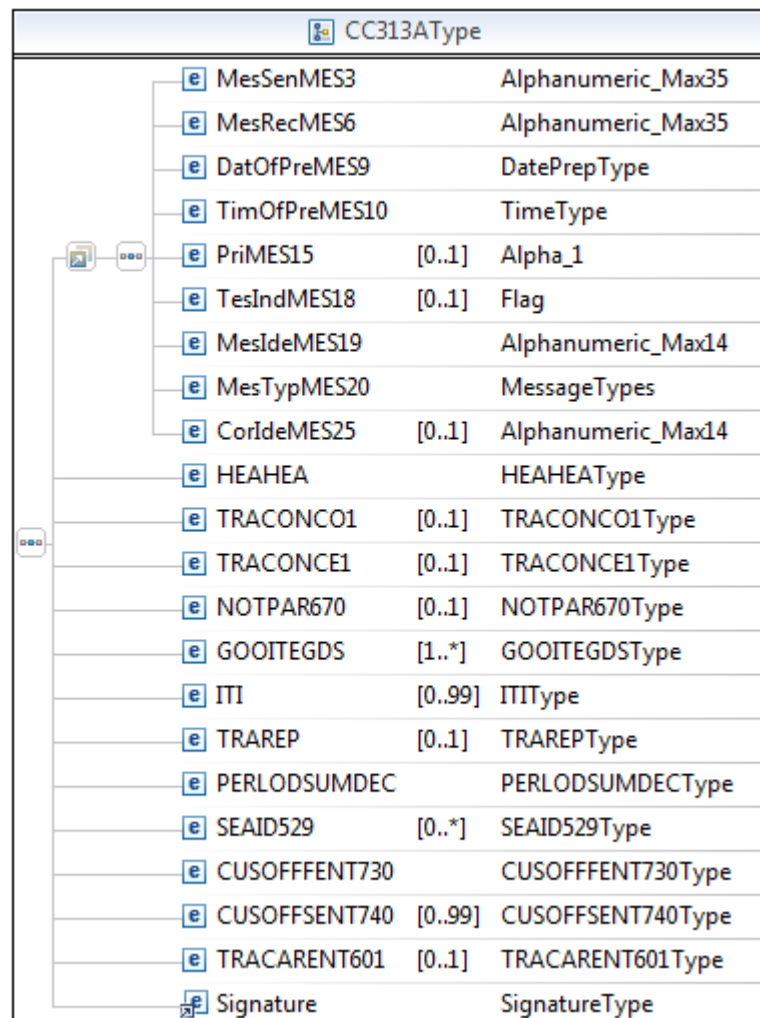 CC313AType
MesSenMES3 Alphanumeric_Max35
MesRecMES6 Alphanumeric_Max35
DatOfPreMES9 DatePrepType
TimOfPreMES10 TimeType
PriMES15 [0..1] Alpha_1
TesIndMES18 [0..1] Flag
MesIdeMES19 Alphanumeric_Max14
MesTypMES20 MessageTypes
CorIdeMES25 [0..1] Alphanumeric_Max14
HEAHEA HEAHEAType
TRACONCO1 [0..1] TRACONCO1Type
TRACONCE1 [0..1] TRACONCE1Type
NOTPAR670 [0..1] NOTPAR670Type
GOOITEGDS [1..*] GOOITEGDSType
ITI [0..99] ITIType
TRAREP [0..1] TRAREPType
PERLODSUMDEC PERLODSUMDECType
SEAID529 [0..*] SEAID529Type
CUSOFFFENT730 CUSOFFFENT730Type
CUSOFFSENT740 [0..99] CUSOFFSENT740Type
TRACARENT601 [0..1] TRACARENT601Type
Signature SignatureType